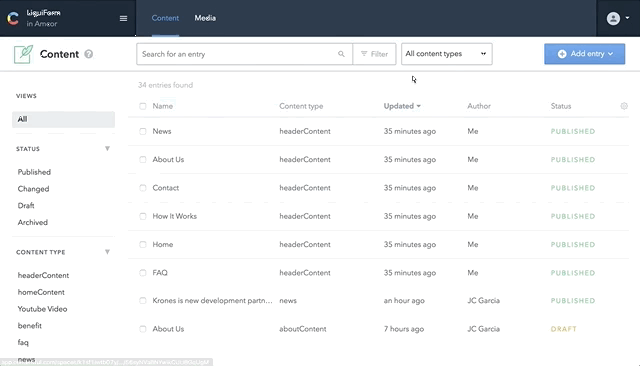 LiquiForm
in Amcor
Content
Media
Content
?
Search for an entry
Filter
All content types
Add entry
VIEWS
All
STATUS
Published
Changed
Draft
Archived
CONTENT TYPE
headerContent
homeContent
Youtube Video
benefit
faq
news
34 entries found
Name Content type Updated Author Status
News headerContent 35 minutes ago Me PUBLISHED
About Us headerContent 35 minutes ago Me PUBLISHED
Contact headerContent 35 minutes ago Me PUBLISHED
How It Works headerContent 35 minutes ago Me PUBLISHED
Home headerContent 35 minutes ago Me PUBLISHED
FAQ headerContent 35 minutes ago Me PUBLISHED
Krones is new development partn... news an hour ago JC Garcia PUBLISHED
About Us aboutContent 7 hours ago JC Garcia DRAFT